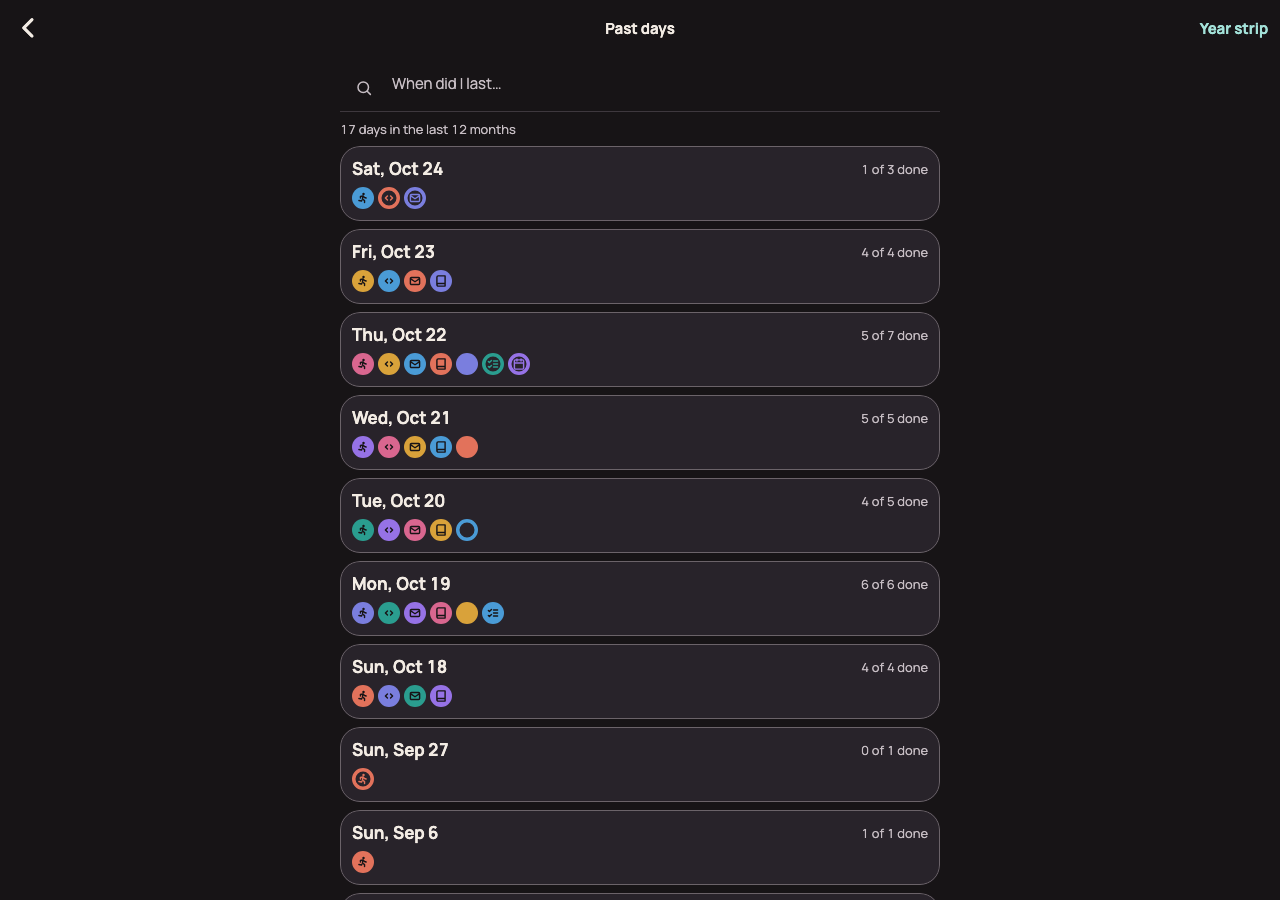 Past days
Year strip
When did I last...
17 days in the last 12 months
Sat, Oct 24
1 of 3 done
Fri, Oct 23
4 of 4 done
Thu, Oct 22
5 of 7 done
Wed, Oct 21
5 of 5 done
Tue, Oct 20
4 of 5 done
Mon, Oct 19
6 of 6 done
Sun, Oct 18
4 of 4 done
Sun, Sep 27
0 of 1 done
Sun, Sep 6
1 of 1 done